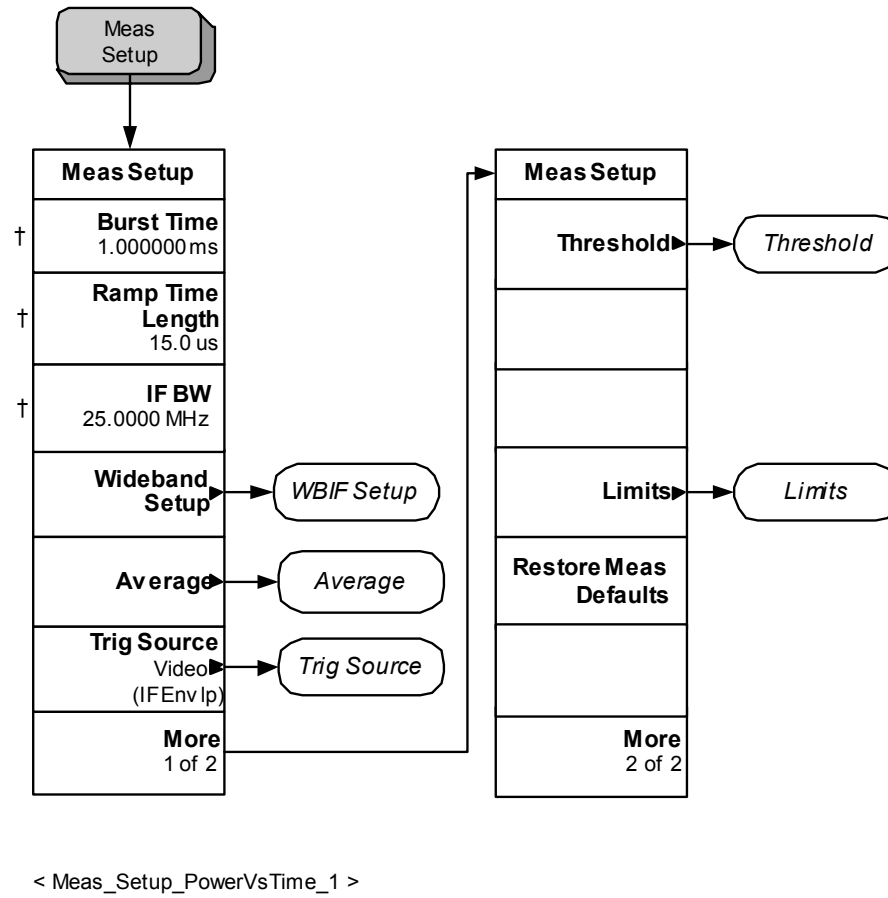 Meas
Setup
Meas Setup
† Burst Time
1.000000 ms
† Ramp Time
Length
15.0 us
† IF BW
25.0000 MHz
Wideband
Setup
WBIF Setup
Average
Average
Trig Source
Video
(IF Envlp)
Trig Source
More
1 of 2
Meas Setup
Threshold
Threshold
Limits
Limits
Restore Meas
Defaults
More
2 of 2
< Meas_Setup_PowerVsTime_1 >